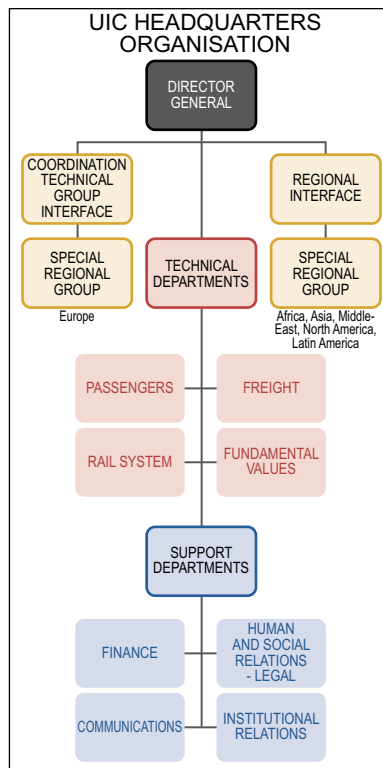 UIC HEADQUARTERS
ORGANISATION
DIRECTOR
GENERAL
COORDINATION
TECHNICAL
GROUP
INTERFACE
REGIONAL
INTERFACE
SPECIAL
REGIONAL
GROUP
Europe
TECHNICAL
DEPARTMENTS
SPECIAL
REGIONAL
GROUP
Africa, Asia, Middle-
East, North America,
Latin America
PASSENGERS
FREIGHT
RAIL SYSTEM
FUNDAMENTAL
VALUES
SUPPORT
DEPARTMENTS
FINANCE
HUMAN
AND SOCIAL
RELATIONS
- LEGAL
COMMUNICATIONS
INSTITUTIONAL
RELATIONS